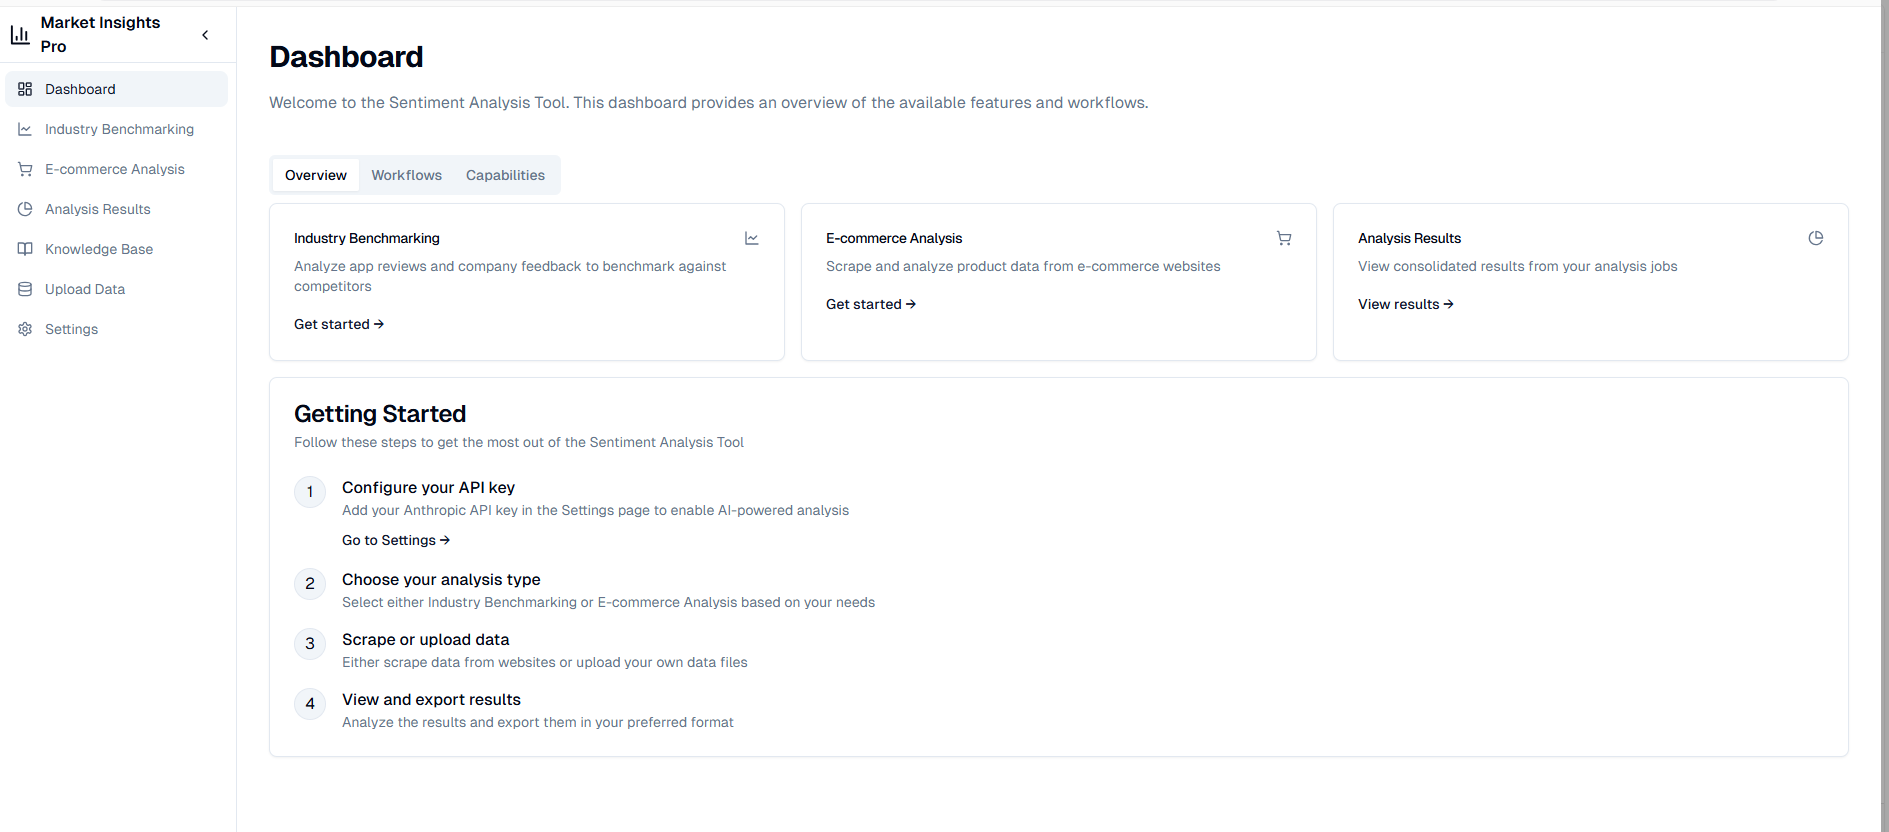 Market Insights
Pro
Dashboard
Industry Benchmarking
E-commerce Analysis
Analysis Results
Knowledge Base
Upload Data
Settings
Dashboard
Welcome to the Sentiment Analysis Tool. This dashboard provides an overview of the available features and workflows.
Overview Workflows Capabilities
Industry Benchmarking
Analyze app reviews and company feedback to benchmark against
competitors
Get started →
E-commerce Analysis
Scrape and analyze product data from e-commerce websites
Get started →
Analysis Results
View consolidated results from your analysis jobs
View results →
Getting Started
Follow these steps to get the most out of the Sentiment Analysis Tool
1 Configure your API key
Add your Anthropic API key in the Settings page to enable AI-powered analysis
Go to Settings →
2 Choose your analysis type
Select either Industry Benchmarking or E-commerce Analysis based on your needs
3 Scrape or upload data
Either scrape data from websites or upload your own data files
4 View and export results
Analyze the results and export them in your preferred format